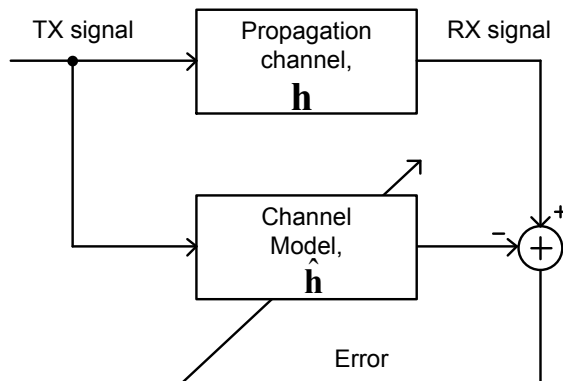 TX signal
Propagation
channel,
h
RX signal
+
Channel
Model,
ĥ
−
+
Error